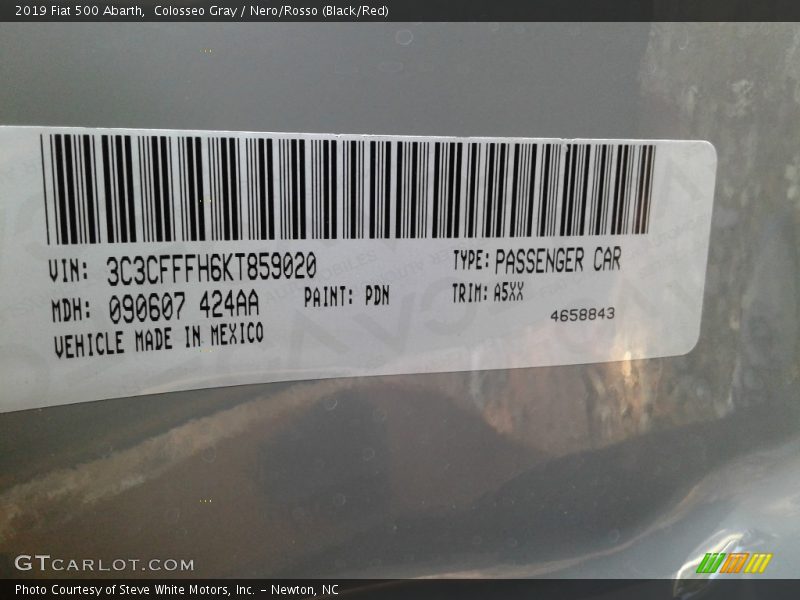 2019 Fiat 500 Abarth,  Colosseo Gray / Nero/Rosso (Black/Red)
VIN: 3C3CFFFH6KT859020 TYPE: PASSENGER CAR
MDH: 090607 424AA PAINT: PDN TRIM: A5XX
VEHICLE MADE IN MEXICO 4658843
GTCARLOT.COM
Photo Courtesy of Steve White Motors, Inc. – Newton, NC